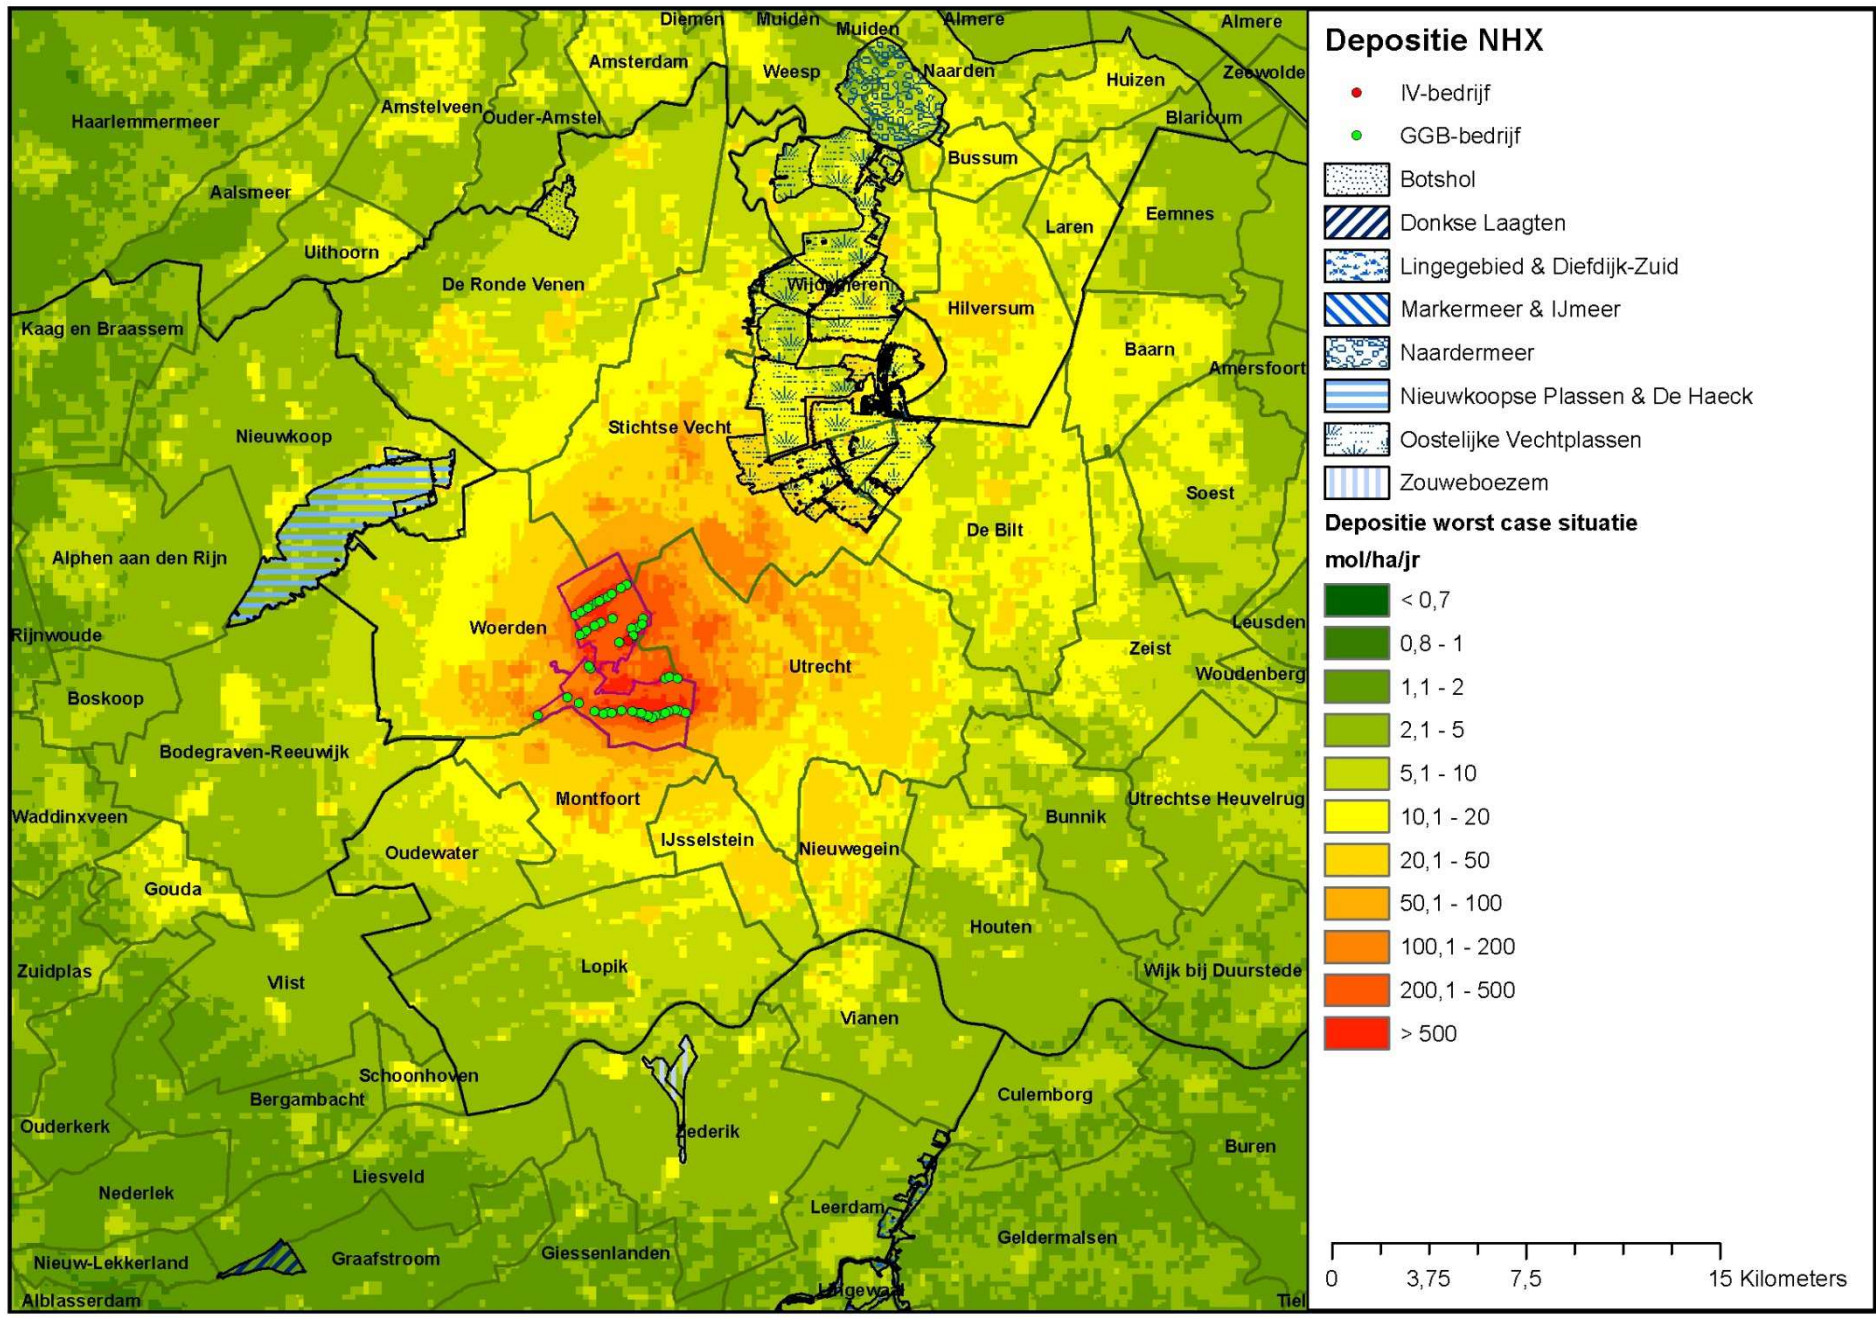 Diemen
Muiden
Almere
Almere
Muiden
Amsterdam
Weesp
Naarden
Huizen
Zeewolde
Haarlemmermeer
Amstelveen
Ouder-Amstel
Blaricum
Bussum
Aalsmeer
Laren
Eemnes
Uithoorn
De Ronde Venen
Wijdemeren
Hilversum
Kaag en Braassem
Baarn
Amersfoort
Nieuwkoop
Stichtse Vecht
Soest
De Bilt
Alphen aan den Rijn
Rijnwoude
Woerden
Leusden
Zeist
Utrecht
Woudenberg
Boskoop
Bodegraven-Reeuwijk
Montfoort
Utrechtse Heuvelrug
Waddinxveen
Bunnik
Oudewater
IJsselstein
Nieuwegein
Gouda
Houten
Zuidplas
Vlist
Lopik
Wijk bij Duurstede
Vianen
Schoonhoven
Bergambacht
Culemborg
Ouderkerk
Zederik
Buren
Liesveld
Nederlek
Leerdam
Geldermalsen
Nieuw-Lekkerland
Graafstroom
Giessenlanden
Lingewaal
Alblasserdam
Tiel
Depositie NHX
IV-bedrijf
GGB-bedrijf
Botshol
Donkse Laagten
Lingegebied & Diefdijk-Zuid
Markermeer & IJmeer
Naardermeer
Nieuwkoopse Plassen & De Haeck
Oostelijke Vechtplassen
Zouweboezem
Depositie worst case situatie
mol/ha/jr
< 0,7
0,8 - 1
1,1 - 2
2,1 - 5
5,1 - 10
10,1 - 20
20,1 - 50
50,1 - 100
100,1 - 200
200,1 - 500
> 500
0 3,75 7,5 15 Kilometers